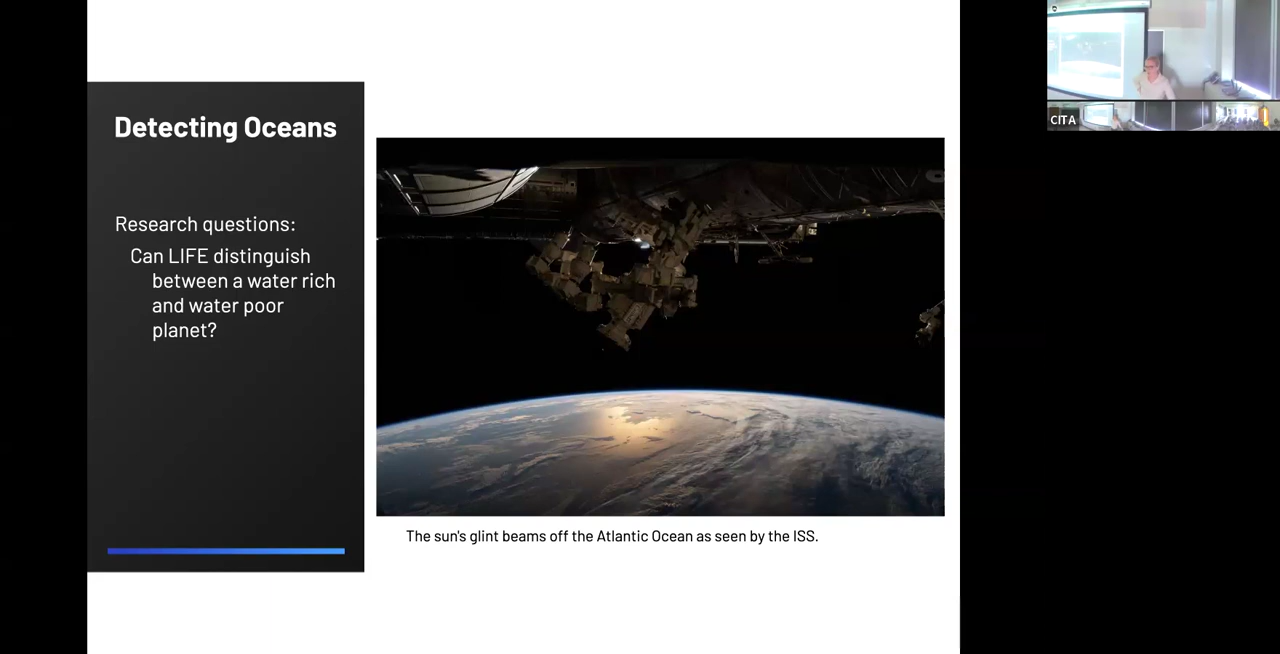 Detecting Oceans
Research questions:
Can LIFE distinguish
between a water rich
and water poor
planet?
The sun's glint beams off the Atlantic Ocean as seen by the ISS.
CITA